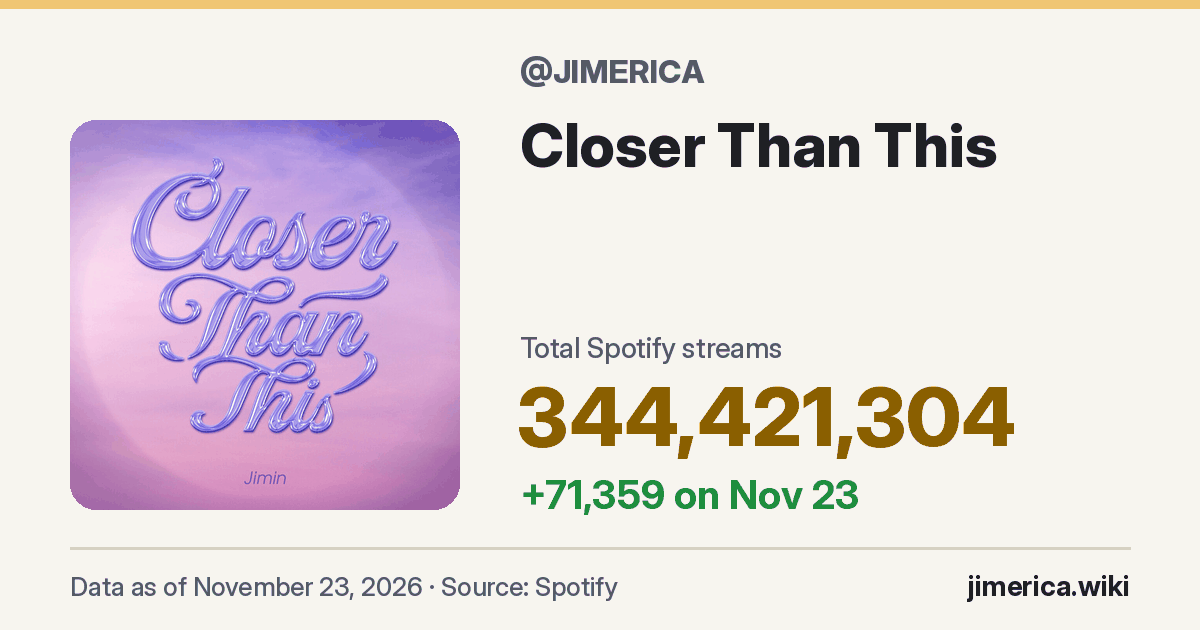 @JIMERICA
Closer Than This
Closer
Than
This
Jimin
Total Spotify streams
344,421,304
+71,359 on Nov 23
Data as of November 23, 2026 · Source: Spotify
jimerica.wiki